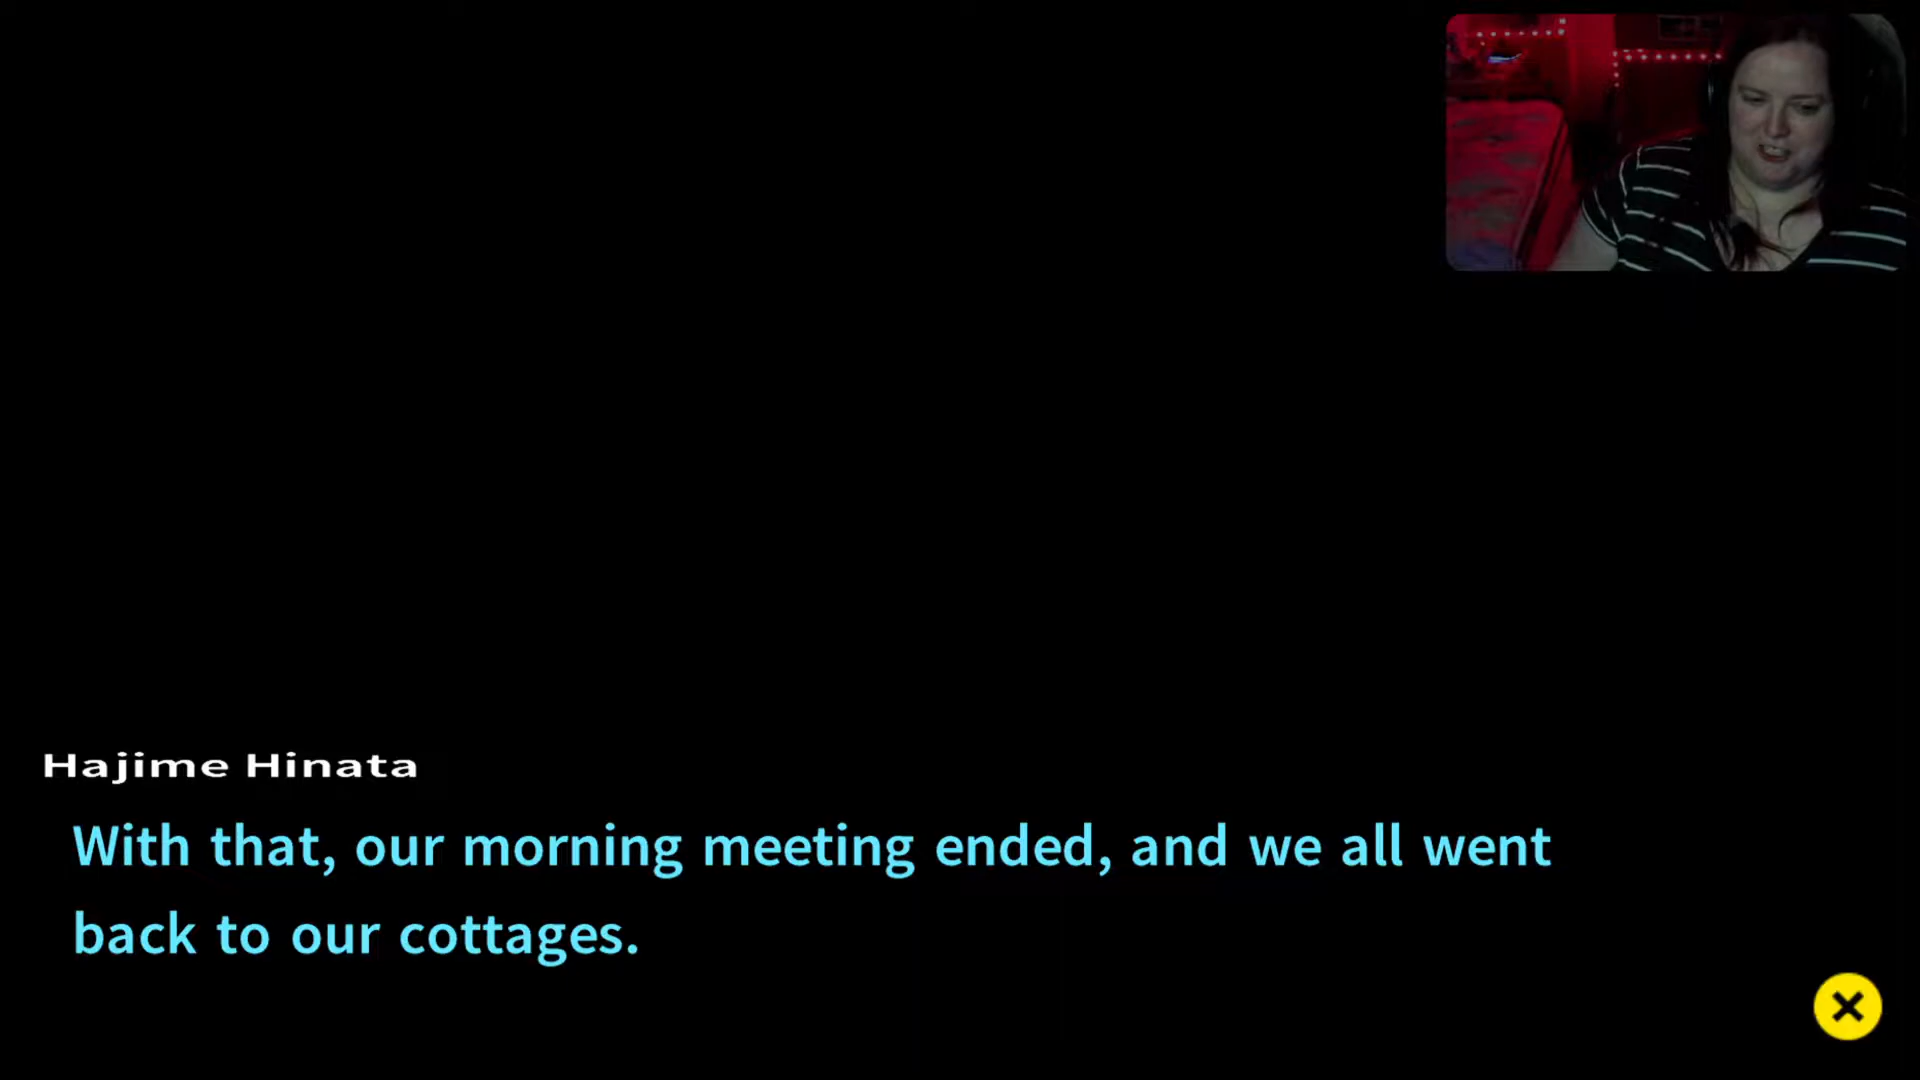 Hajime Hinata
With that, our morning meeting ended, and we all went
back to our cottages.